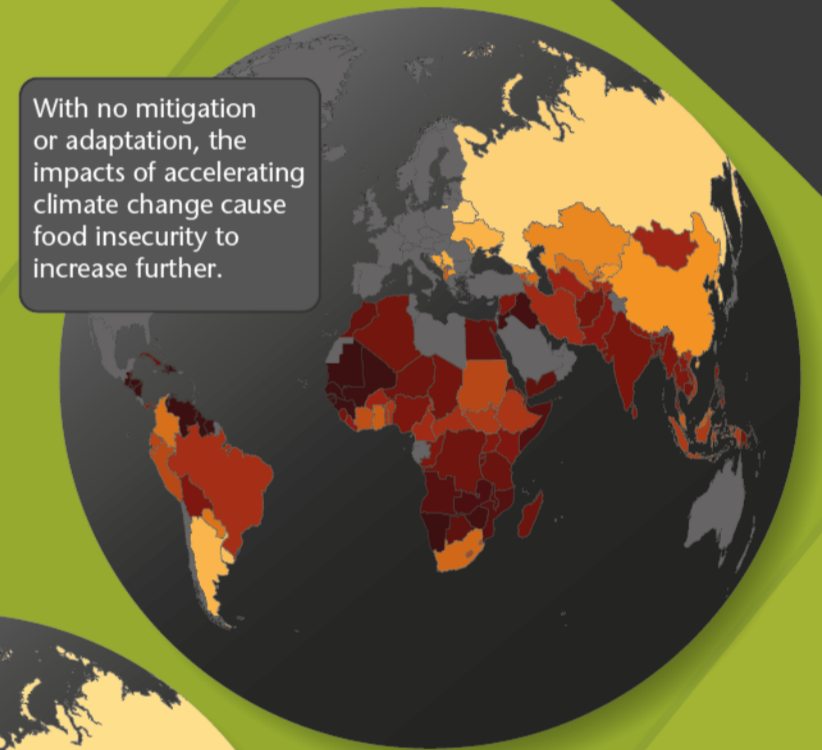 With no mitigation
or adaptation, the
impacts of accelerating
climate change cause
food insecurity to
increase further.